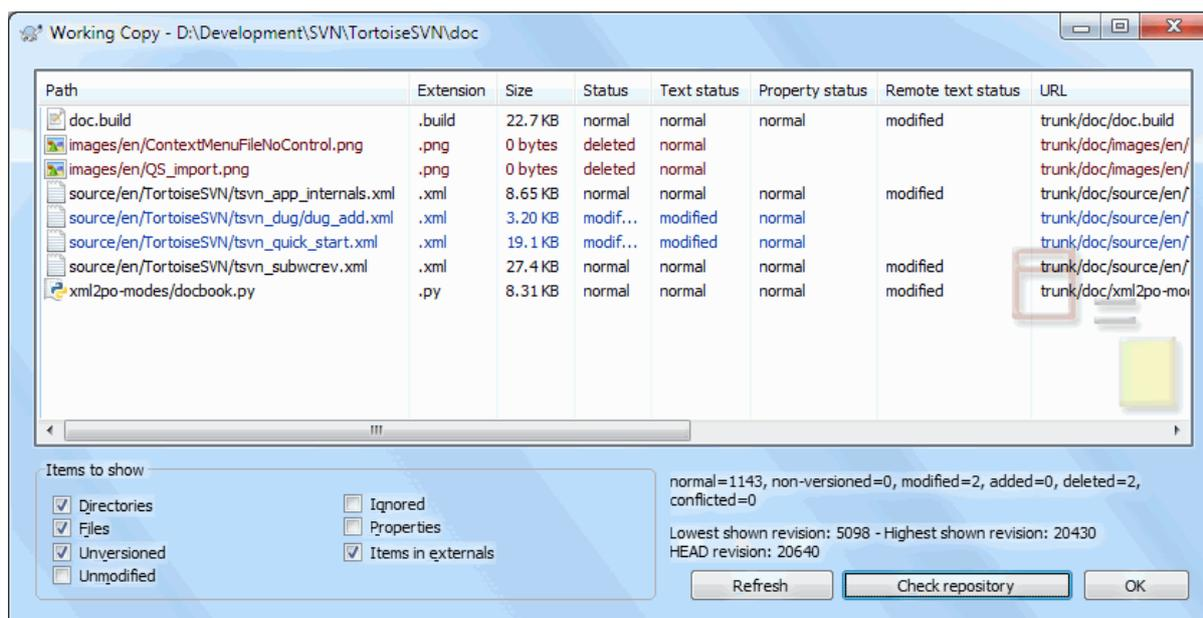 Working Copy - D:\Development\SVN\TortoiseSVN\doc
Path Extension Size Status Text status Property status Remote text status URL
doc.build .build 22.7 KB normal normal normal modified trunk/doc/doc.build
images/en/ContextMenuFileNoControl.png .png 0 bytes deleted normal trunk/doc/images/en/
images/en/QS_import.png .png 0 bytes deleted normal trunk/doc/images/en/
source/en/TortoiseSVN/tsvn_app_internals.xml .xml 8.65 KB normal normal normal modified trunk/doc/source/en/
source/en/TortoiseSVN/tsvn_dug/dug_add.xml .xml 3.20 KB modif... modified normal trunk/doc/source/en/
source/en/TortoiseSVN/tsvn_quick_start.xml .xml 19.1 KB modif... modified normal trunk/doc/source/en/
source/en/TortoiseSVN/tsvn_subwcrev.xml .xml 27.4 KB normal normal normal modified trunk/doc/source/en/
xml2po-modes/docbook.py .py 8.31 KB normal normal normal modified trunk/doc/xml2po-mo
Items to show
Directories Ignored
Files Properties
Unversioned Items in externals
Unmodified
normal=1143, non-versioned=0, modified=2, added=0, deleted=2,
conflicted=0
Lowest shown revision: 5098 - Highest shown revision: 20430
HEAD revision: 20640
Refresh Check repository OK